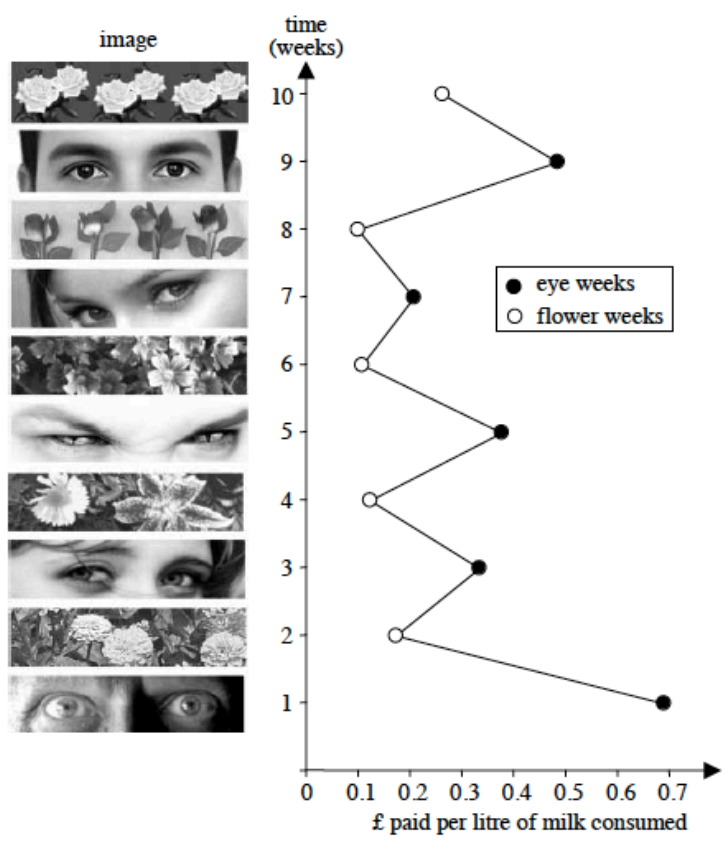 image
time
(weeks)
10
9
8
7
6
5
4
3
2
1
eye weeks
flower weeks
0 0.1 0.2 0.3 0.4 0.5 0.6 0.7
£ paid per litre of milk consumed